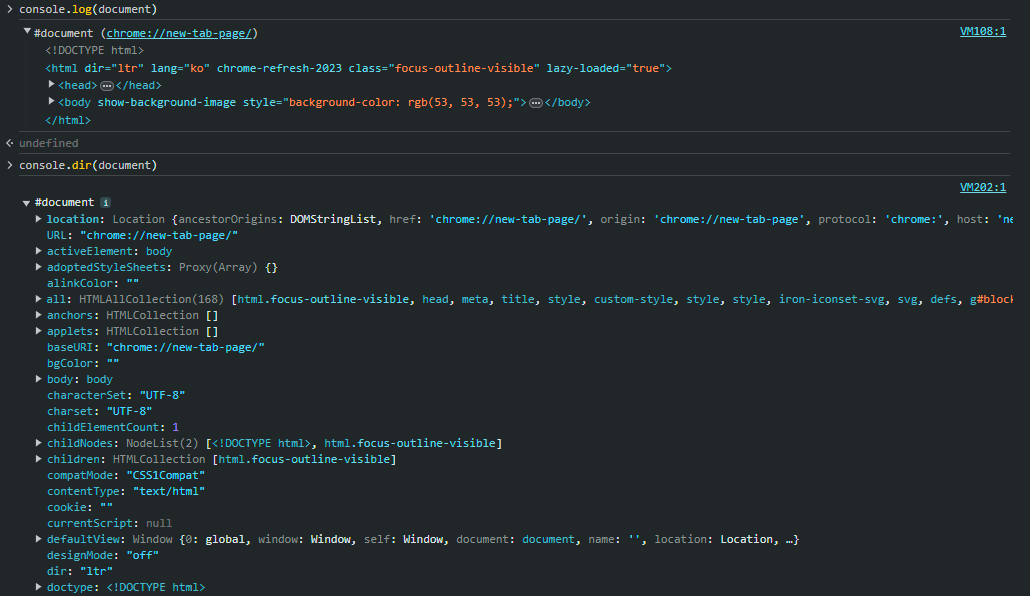 console.log(document)
VM108:1
#document (chrome://new-tab-page/)
<!DOCTYPE html>
<html dir="ltr" lang="ko" chrome-refresh-2023 class="focus-outline-visible" lazy-loaded="true">
<head>…</head>
<body show-background-image style="background-color: rgb(53, 53, 53);">…</body>
</html>
undefined
console.dir(document)
VM202:1
#document i
location: Location {ancestorOrigins: DOMStringList, href: 'chrome://new-tab-page/', origin: 'chrome://new-tab-page', protocol: 'chrome:', host: 'ne
URL: "chrome://new-tab-page/"
activeElement: body
adoptedStyleSheets: Proxy(Array) {}
alinkColor: ""
all: HTMLAllCollection(168) [html.focus-outline-visible, head, meta, title, style, custom-style, style, style, iron-iconset-svg, svg, defs, g#block
anchors: HTMLCollection []
applets: HTMLCollection []
baseURI: "chrome://new-tab-page/"
bgColor: ""
body: body
characterSet: "UTF-8"
charset: "UTF-8"
childElementCount: 1
childNodes: NodeList(2) [<!DOCTYPE html>, html.focus-outline-visible]
children: HTMLCollection [html.focus-outline-visible]
compatMode: "CSS1Compat"
contentType: "text/html"
cookie: ""
currentScript: null
defaultView: Window {0: global, window: Window, self: Window, document: document, name: '', location: Location, …}
designMode: "off"
dir: "ltr"
doctype: <!DOCTYPE html>